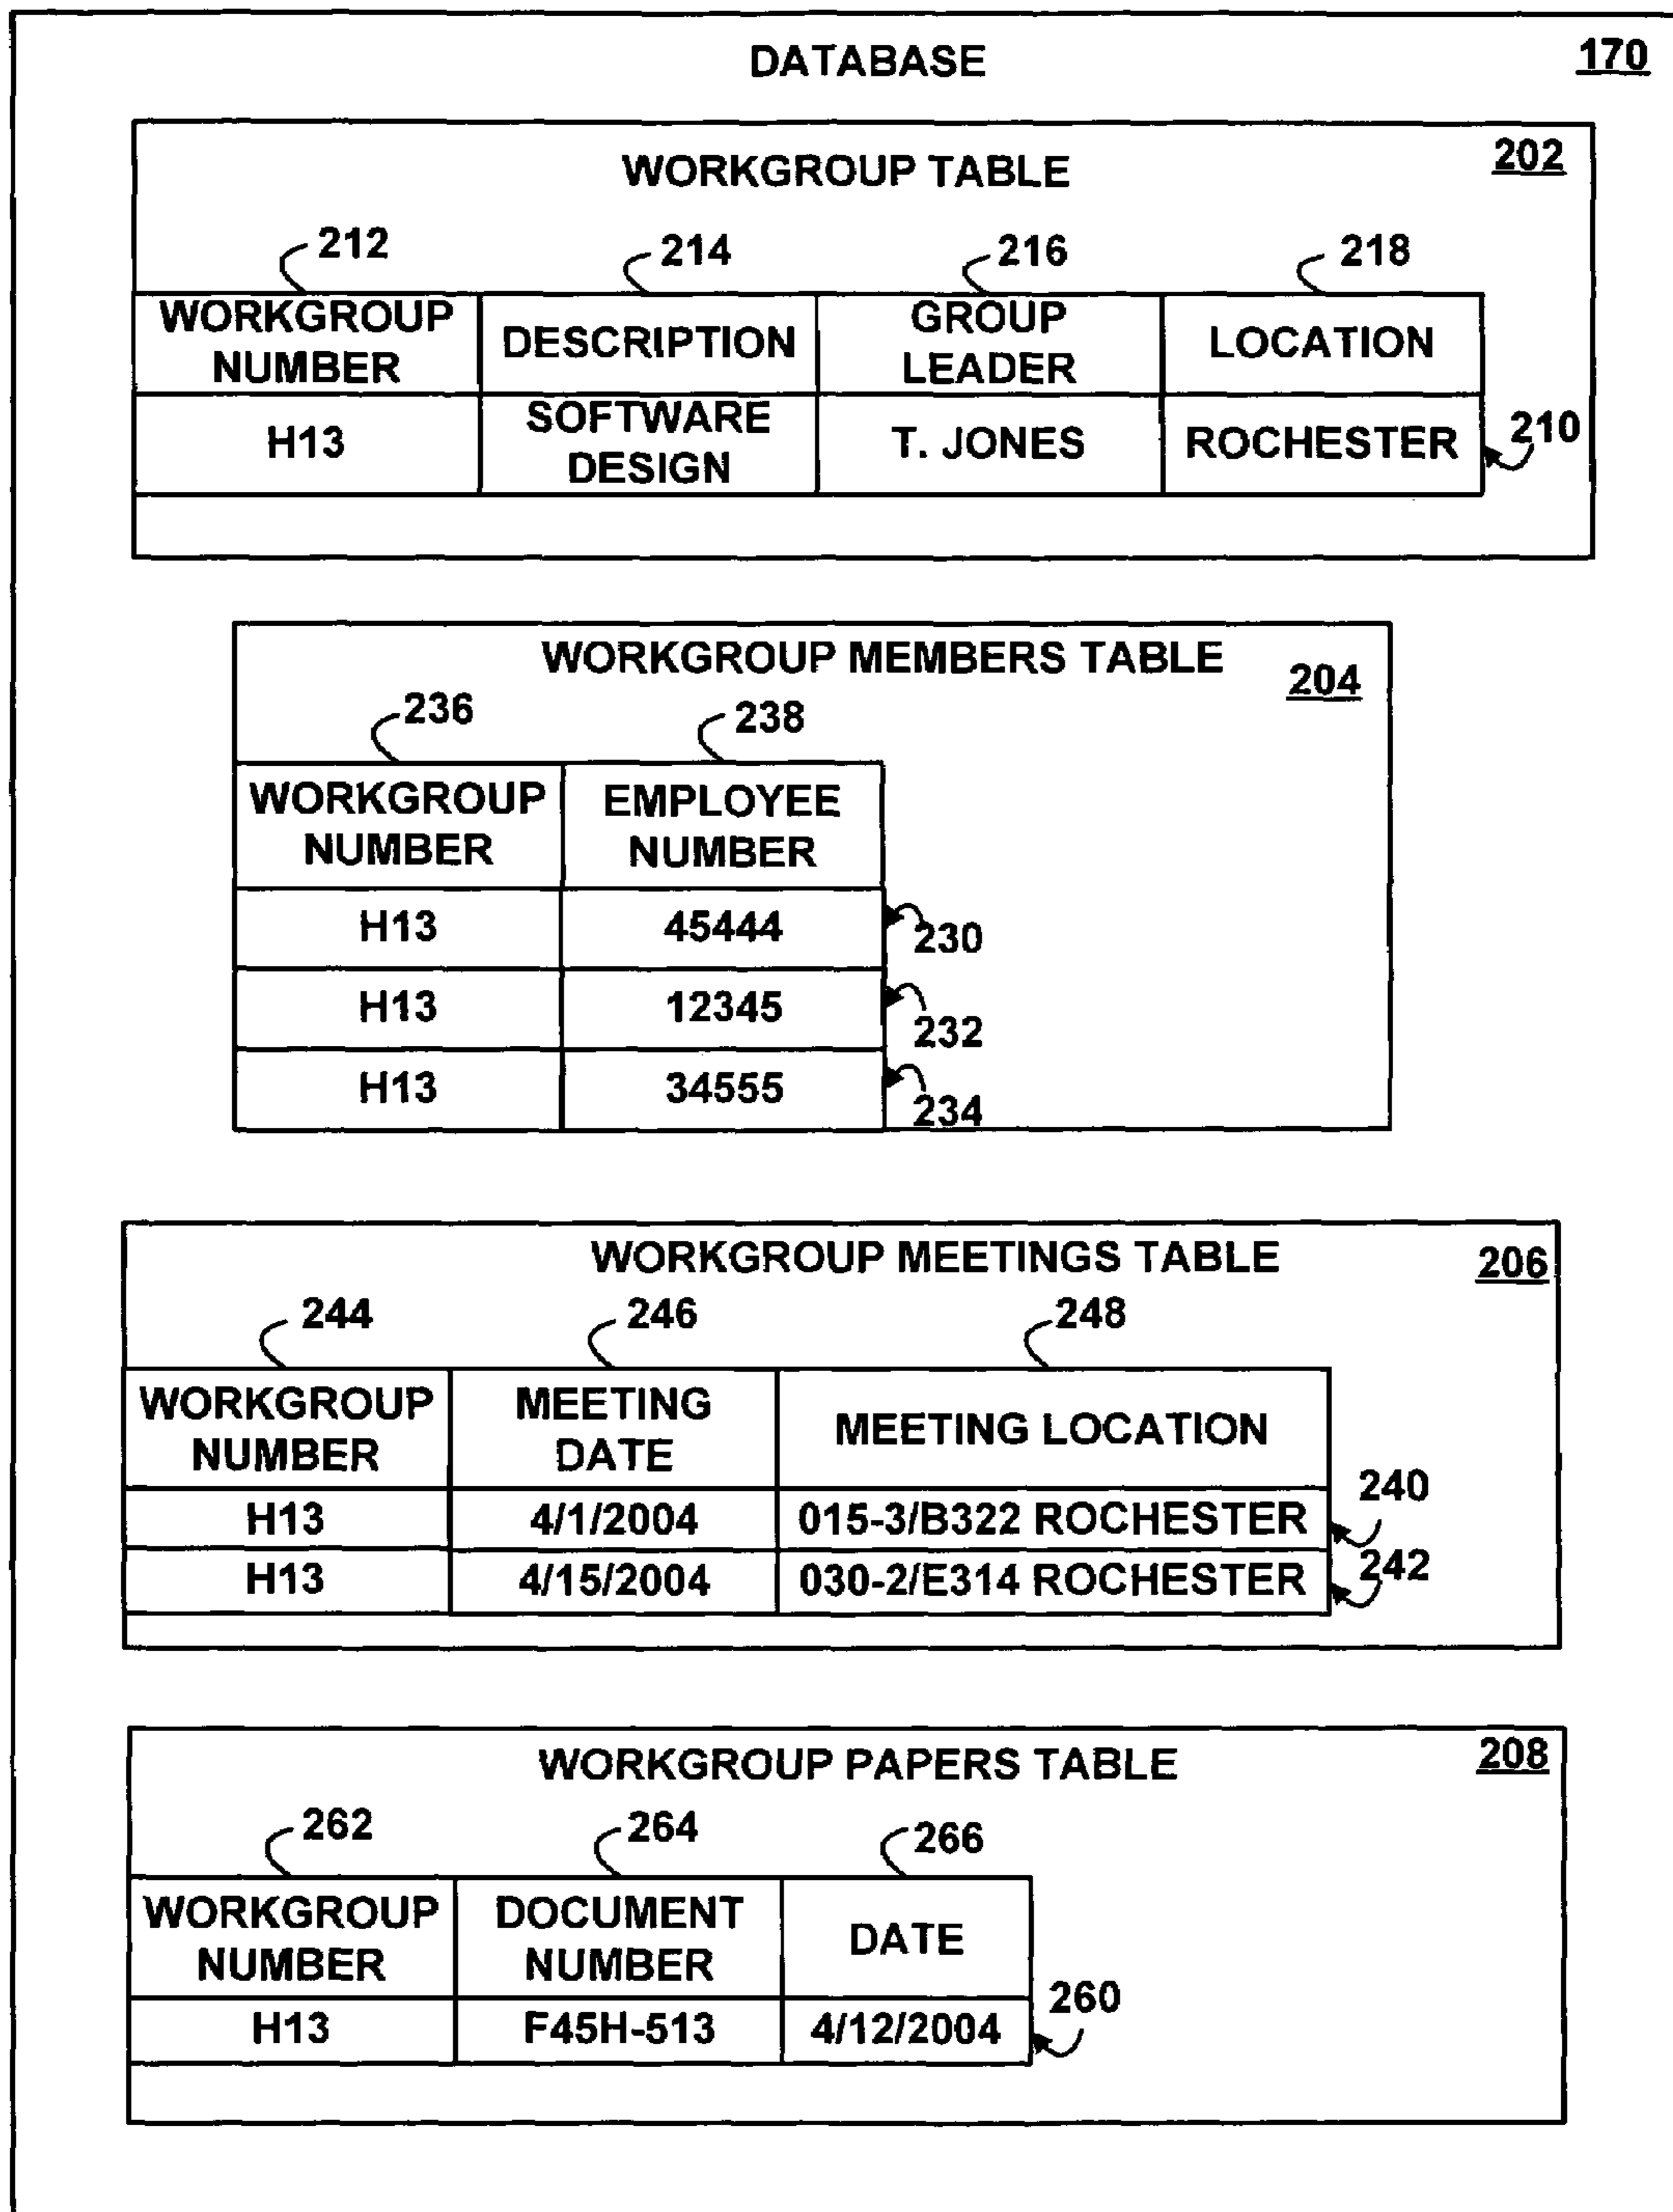 DATABASE 170
WORKGROUP TABLE 202
212 214 216 218
WORKGROUP NUMBER DESCRIPTION GROUP LEADER LOCATION
H13 SOFTWARE DESIGN T. JONES ROCHESTER 210
WORKGROUP MEMBERS TABLE 204
236 238
WORKGROUP NUMBER EMPLOYEE NUMBER
H13 45444 230
H13 12345 232
H13 34555 234
WORKGROUP MEETINGS TABLE 206
244 246 248
WORKGROUP NUMBER MEETING DATE MEETING LOCATION
H13 4/1/2004 015-3/B322 ROCHESTER 240
H13 4/15/2004 030-2/E314 ROCHESTER 242
WORKGROUP PAPERS TABLE 208
262 264 266
WORKGROUP NUMBER DOCUMENT NUMBER DATE
H13 F45H-513 4/12/2004 260